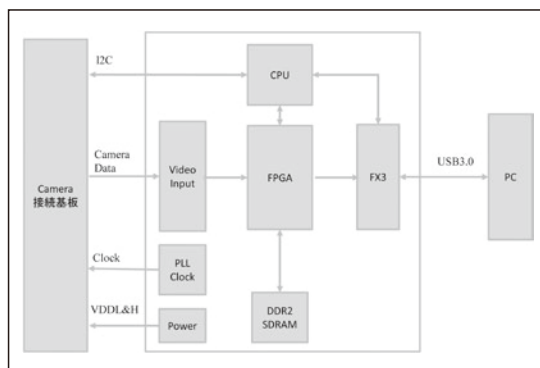 I2C
CPU
Camera
Data
Video
Input
FPGA
FX3
USB3.0
PC
Camera
接続基板
Clock
PLL
Clock
VDDL&H
Power
DDR2
SDRAM